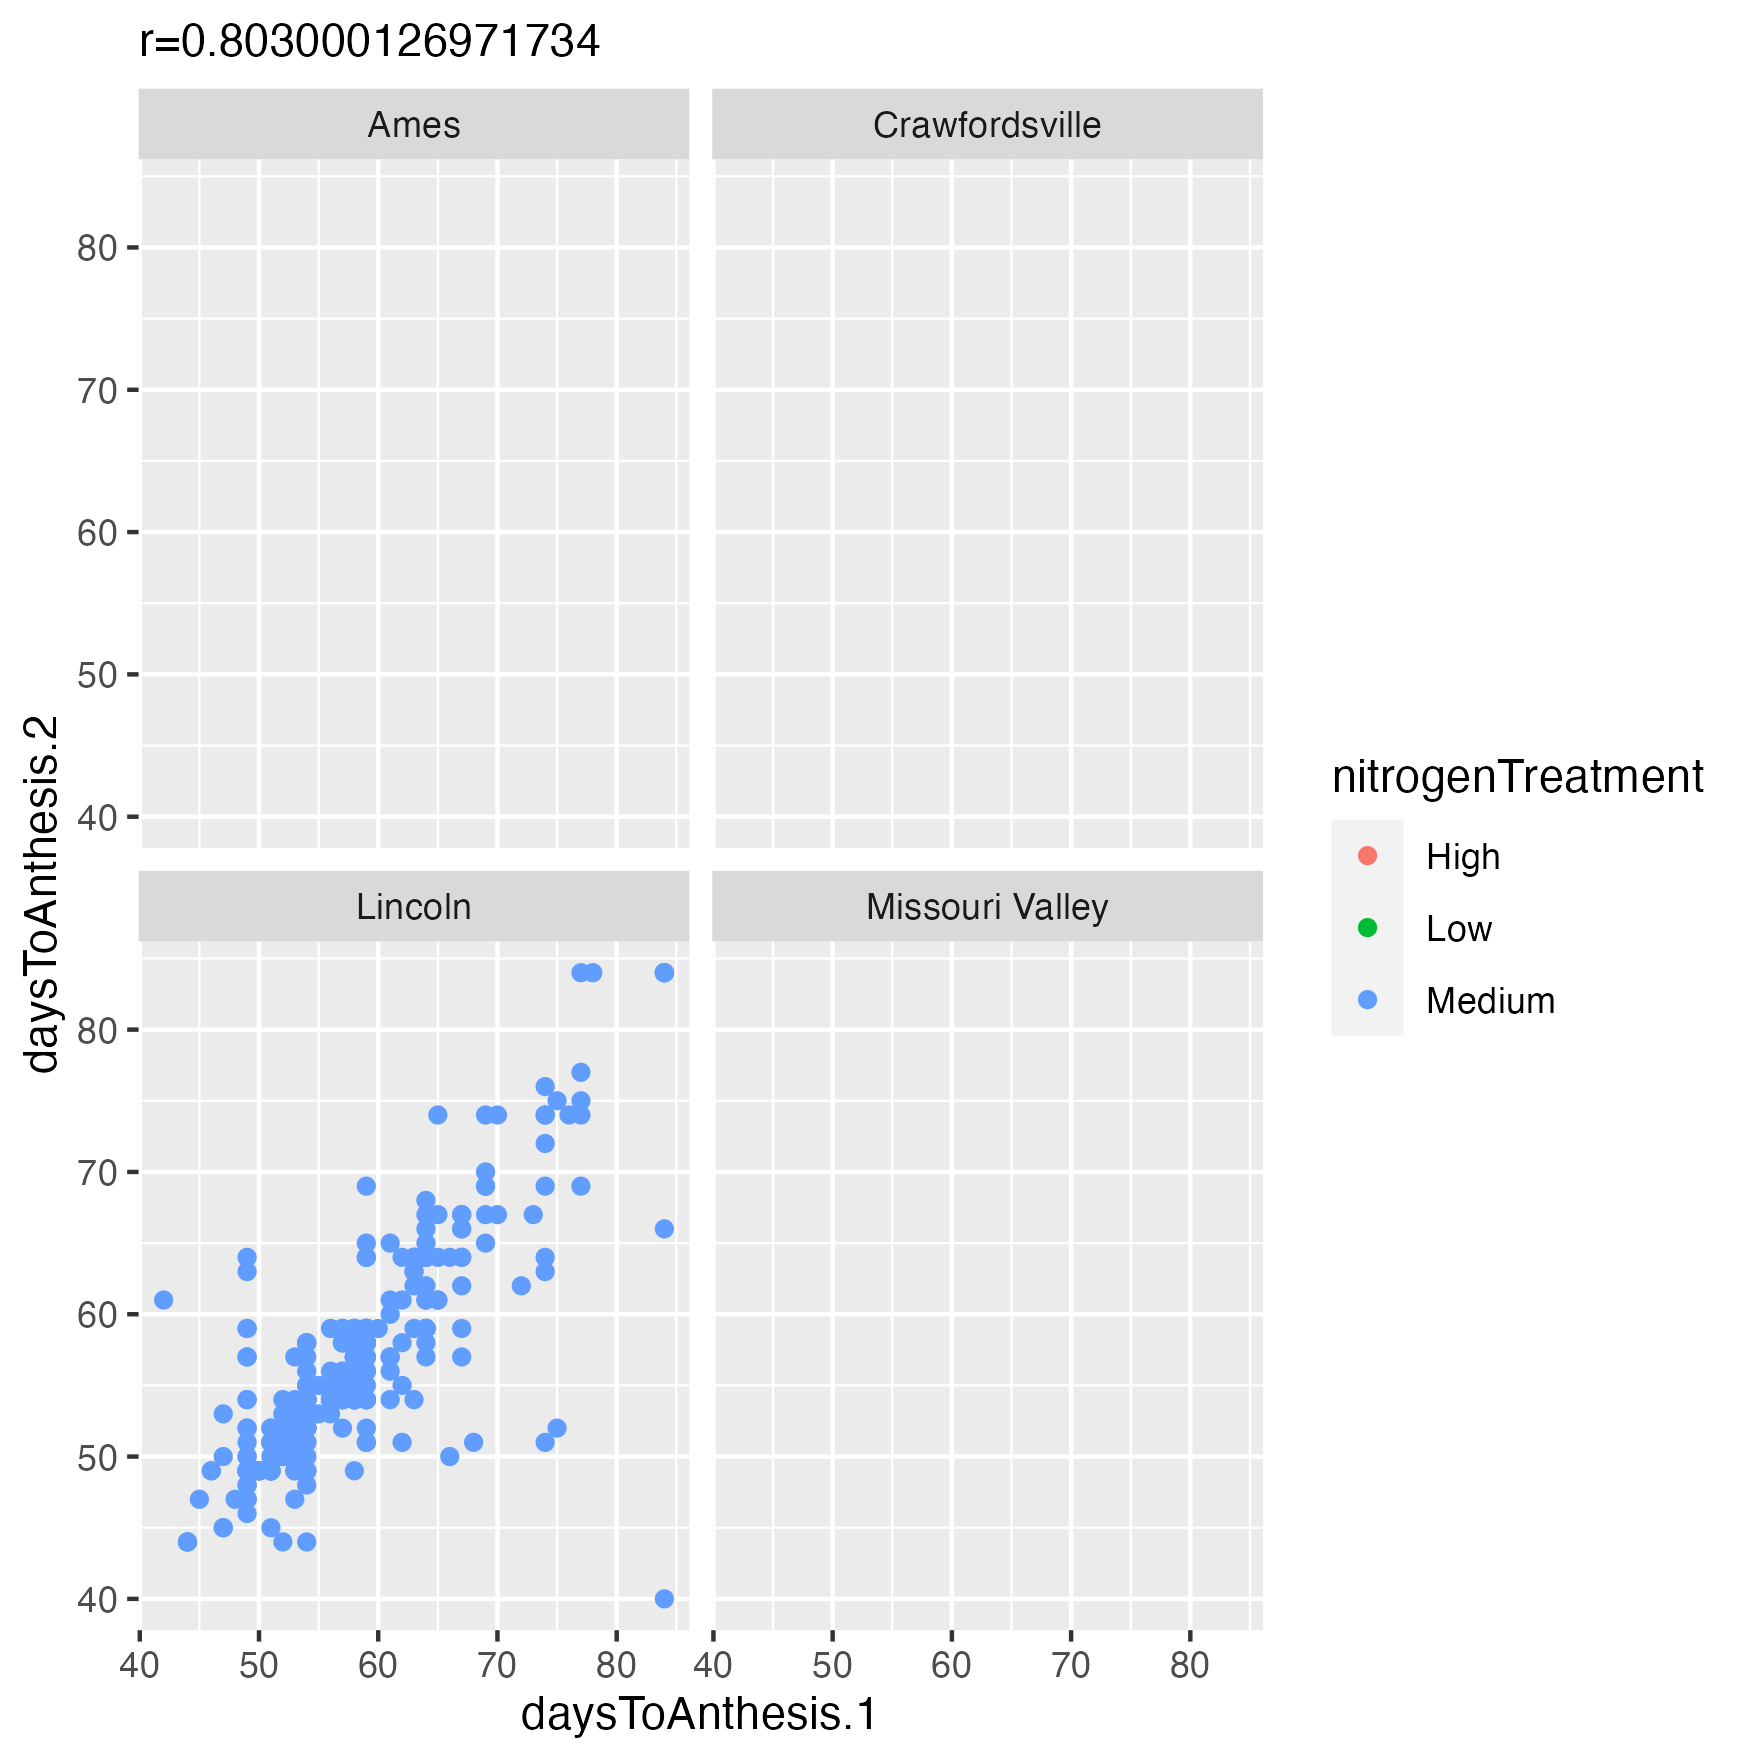 r=0.803000126971734
Ames
Crawfordsville
80
70
60
50
40
Lincoln
Missouri Valley
80
70
60
50
40
40 50 60 70 80 40 50 60 70 80
daysToAnthesis.1
daysToAnthesis.2
nitrogenTreatment
High
Low
Medium